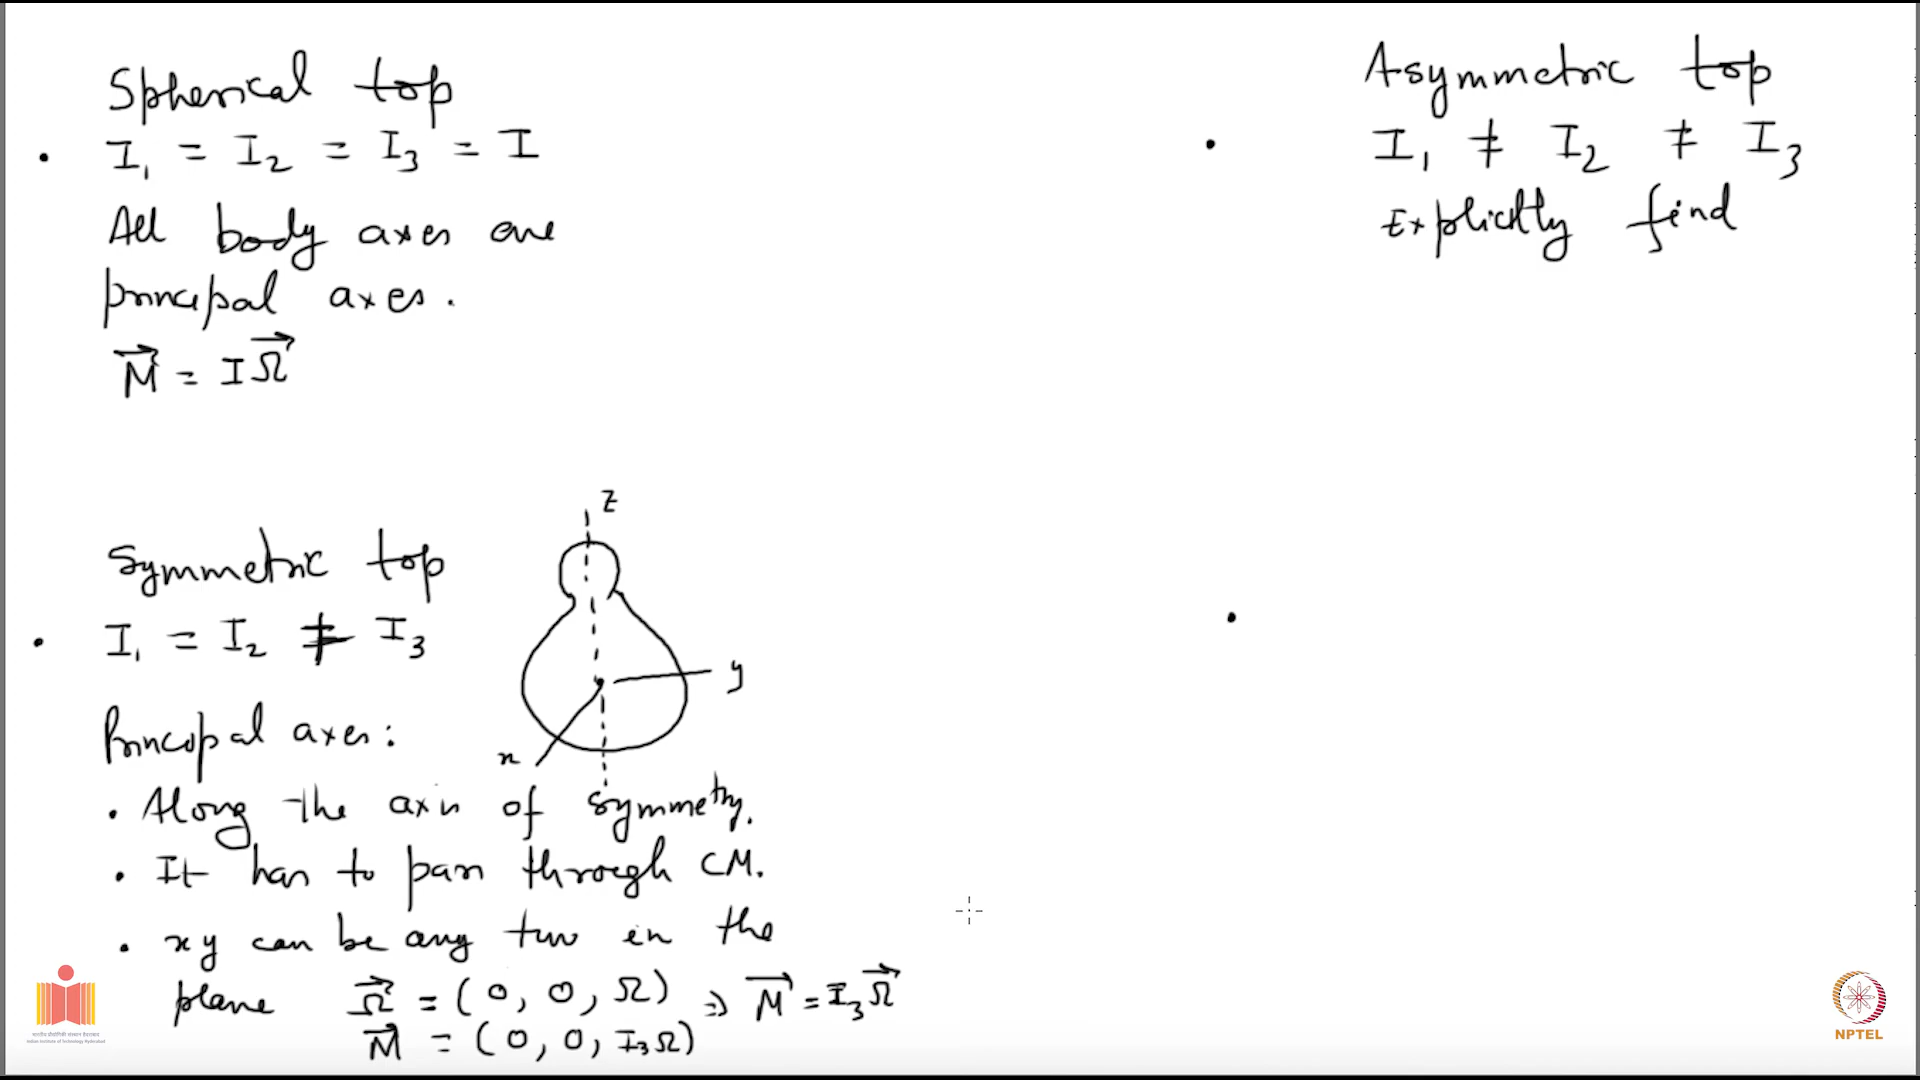 Spherical top
• I₁ = I₂ = I₃ = I
All body axes are
principal axes.
M⃗ = IΩ⃗
Asymmetric top
• I₁ ≠ I₂ ≠ I₃
Explicitly find
Symmetric top
• I₁ = I₂ ≠ I₃
z
y
x
Principal axes:
• Along the axis of symmetry.
• It has to pass through CM.
• xy can be any two in the
plane Ω⃗ = (0, 0, Ω) ⇒ M⃗ = I₃Ω⃗
M⃗ = (0, 0, I₃Ω)
•
NPTEL